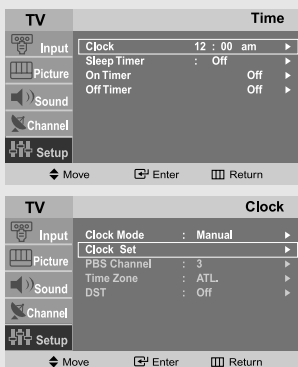 TV Time
Input
Picture
Sound
Channel
Setup
Clock 12 : 00 am
Sleep Timer : Off
On Timer Off
Off Timer Off
Move Enter Return
TV Clock
Input
Picture
Sound
Channel
Setup
Clock Mode : Manual
Clock Set
PBS Channel : 3
Time Zone : ATL.
DST : Off
Move Enter Return